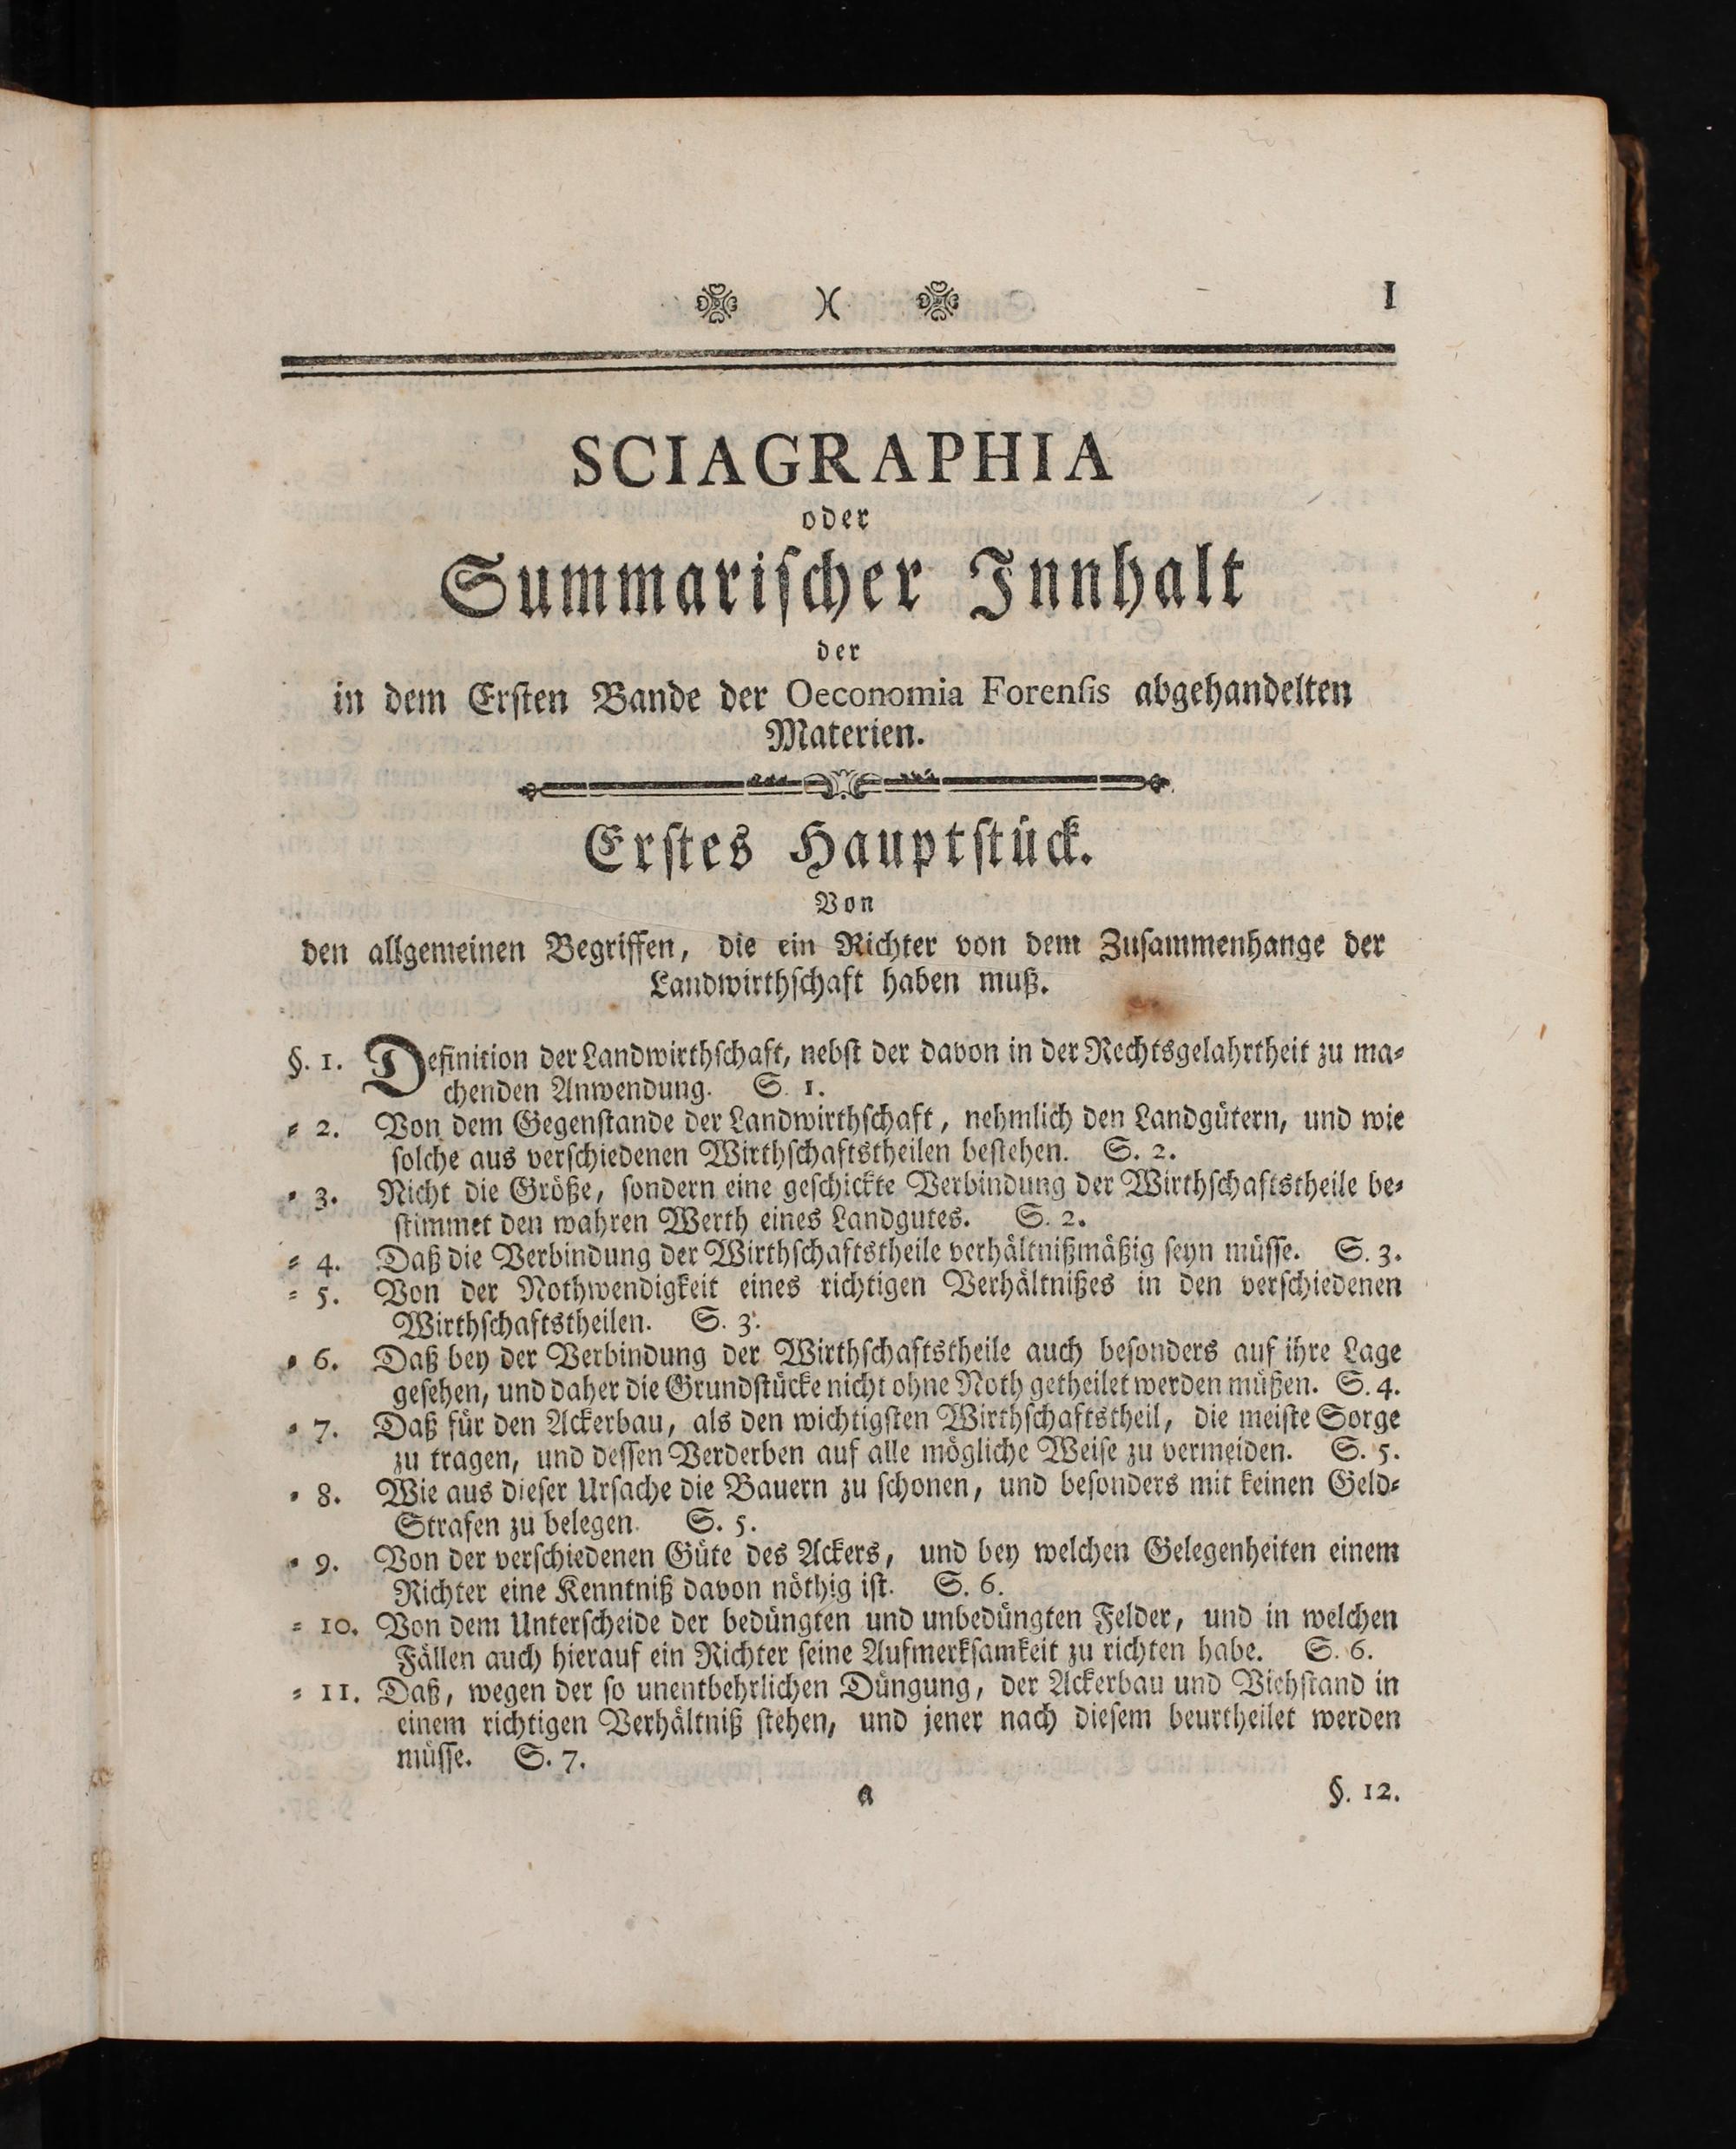 )( 1
SCIAGRAPHIA
oder
Summariſcher Innhalt
der
in dem Erſten Bande der Oeconomia Forenſis abgehandelten
Materien.
Erſtes Hauptſtück.
Von
den allgemeinen Begriffen, die ein Richter von dem Zuſammenhange der
Landwirthſchaft haben muß.
§. 1. Definition der Landwirthſchaft, nebſt der davon in der Rechtsgelahrtheit zu ma⸗
chenden Anwendung. S. 1.
⸗ 2. Von dem Gegenſtande der Landwirthſchaft, nehmlich den Landgütern, und wie
ſolche aus verſchiedenen Wirthſchaftstheilen beſtehen. S. 2.
⸗ 3. Nicht die Größe, ſondern eine geſchickte Verbindung der Wirthſchaftstheile be⸗
ſtimmet den wahren Werth eines Landgutes. S. 2.
⸗ 4. Daß die Verbindung der Wirthſchaftstheile verhältnißmäßig ſeyn müſſe. S. 3.
⸗ 5. Von der Nothwendigkeit eines richtigen Verhältnißes in den verſchiedenen
Wirthſchaftstheilen. S. 3.
⸗ 6. Daß bey der Verbindung der Wirthſchaftstheile auch beſonders auf ihre Lage
geſehen, und daher die Grundſtücke nicht ohne Noth getheilet werden müßen. S. 4.
⸗ 7. Daß für den Ackerbau, als den wichtigſten Wirthſchaftstheil, die meiſte Sorge
zu tragen, und deſſen Verderben auf alle mögliche Weiſe zu vermeiden. S. 5.
⸗ 8. Wie aus dieſer Urſache die Bauern zu ſchonen, und beſonders mit keinen Geld⸗
Strafen zu belegen. S. 5.
⸗ 9. Von der verſchiedenen Güte des Ackers, und bey welchen Gelegenheiten einem
Richter eine Kenntniß davon nöthig iſt. S. 6.
⸗ 10. Von dem Unterſcheide der bedüngten und unbedüngten Felder, und in welchen
Fällen auch hierauf ein Richter ſeine Aufmerkſamkeit zu richten habe. S. 6.
⸗ 11. Daß, wegen der ſo unentbehrlichen Düngung, der Ackerbau und Viehſtand in
einem richtigen Verhältniß ſtehen, und jener nach dieſem beurtheilet werden
müſſe. S. 7.
a §. 12.